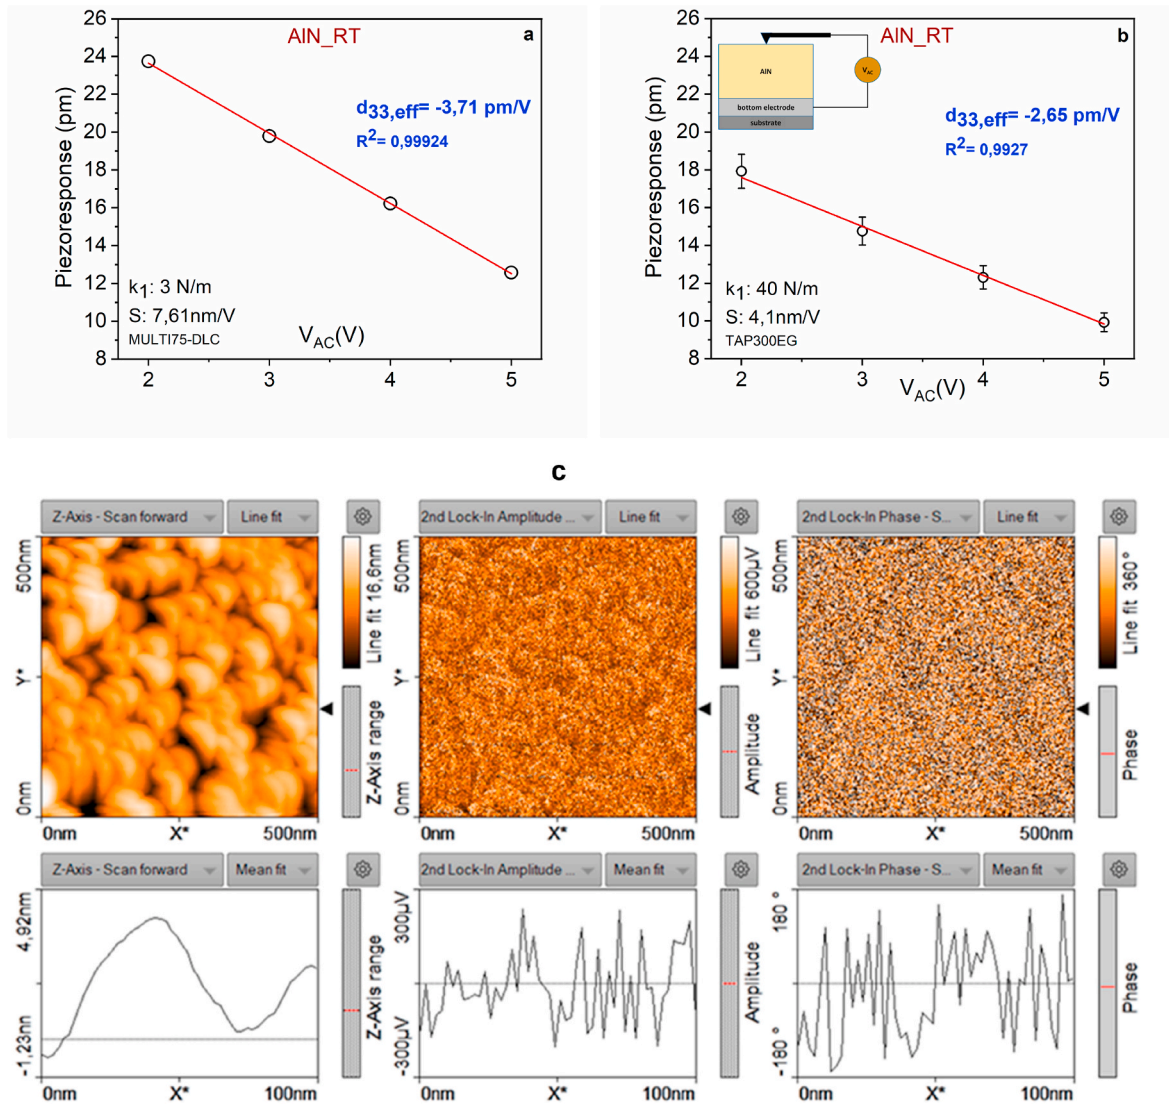 a
AlN_RT
d33,eff= -3,71 pm/V
R2= 0,99924
Piezoresponse (pm)
26
24
22
20
18
16
14
12
10
8
k1: 3 N/m
S: 7,61nm/V
MULTI75-DLC
VAC(V)
2 3 4 5
b
AlN_RT
AlN
bottom electrode
substrate
VAC
d33,eff= -2,65 pm/V
R2= 0,9927
Piezoresponse (pm)
26
24
22
20
18
16
14
12
10
8
k1: 40 N/m
S: 4,1nm/V
TAP300EG
2 3 4 5
VAC(V)
c
Z-Axis - Scan forward
Line fit
500nm
Y*
0nm
0nm X* 500nm
Line fit 16,6nm
Z-Axis range
2nd Lock-In Amplitude ...
Line fit
500nm
Y*
0nm
0nm X* 500nm
Line fit 600µV
Amplitude
2nd Lock-In Phase - S...
Line fit
500nm
Y*
0nm
0nm X* 500nm
Line fit 360°
Phase
Z-Axis - Scan forward
Mean fit
4,92nm
-1,23nm
0nm X* 100nm
Z-Axis range
2nd Lock-In Amplitude ...
Mean fit
300µV
-300µV
0nm X* 100nm
Amplitude
2nd Lock-In Phase - S...
Mean fit
180 °
-180 °
0nm X* 100nm
Phase